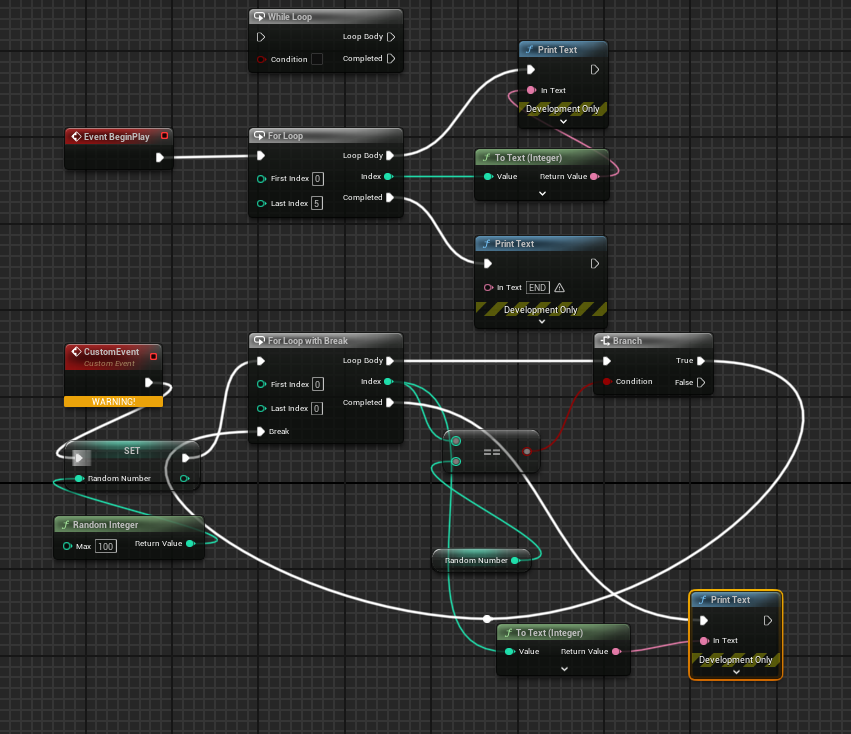 While Loop
Loop Body
Condition
Completed
Print Text
In Text
Development Only
Event BeginPlay
For Loop
Loop Body
First Index 0
Index
Last Index 5
Completed
To Text (Integer)
Value
Return Value
Print Text
In Text END
Development Only
CustomEvent
Custom Event
WARNING!
For Loop with Break
Loop Body
First Index 0
Index
Last Index 0
Completed
Break
Branch
True
Condition
False
SET
Random Number
==
Random Integer
Max 100
Return Value
Random Number
To Text (Integer)
Value
Return Value
Print Text
In Text
Development Only